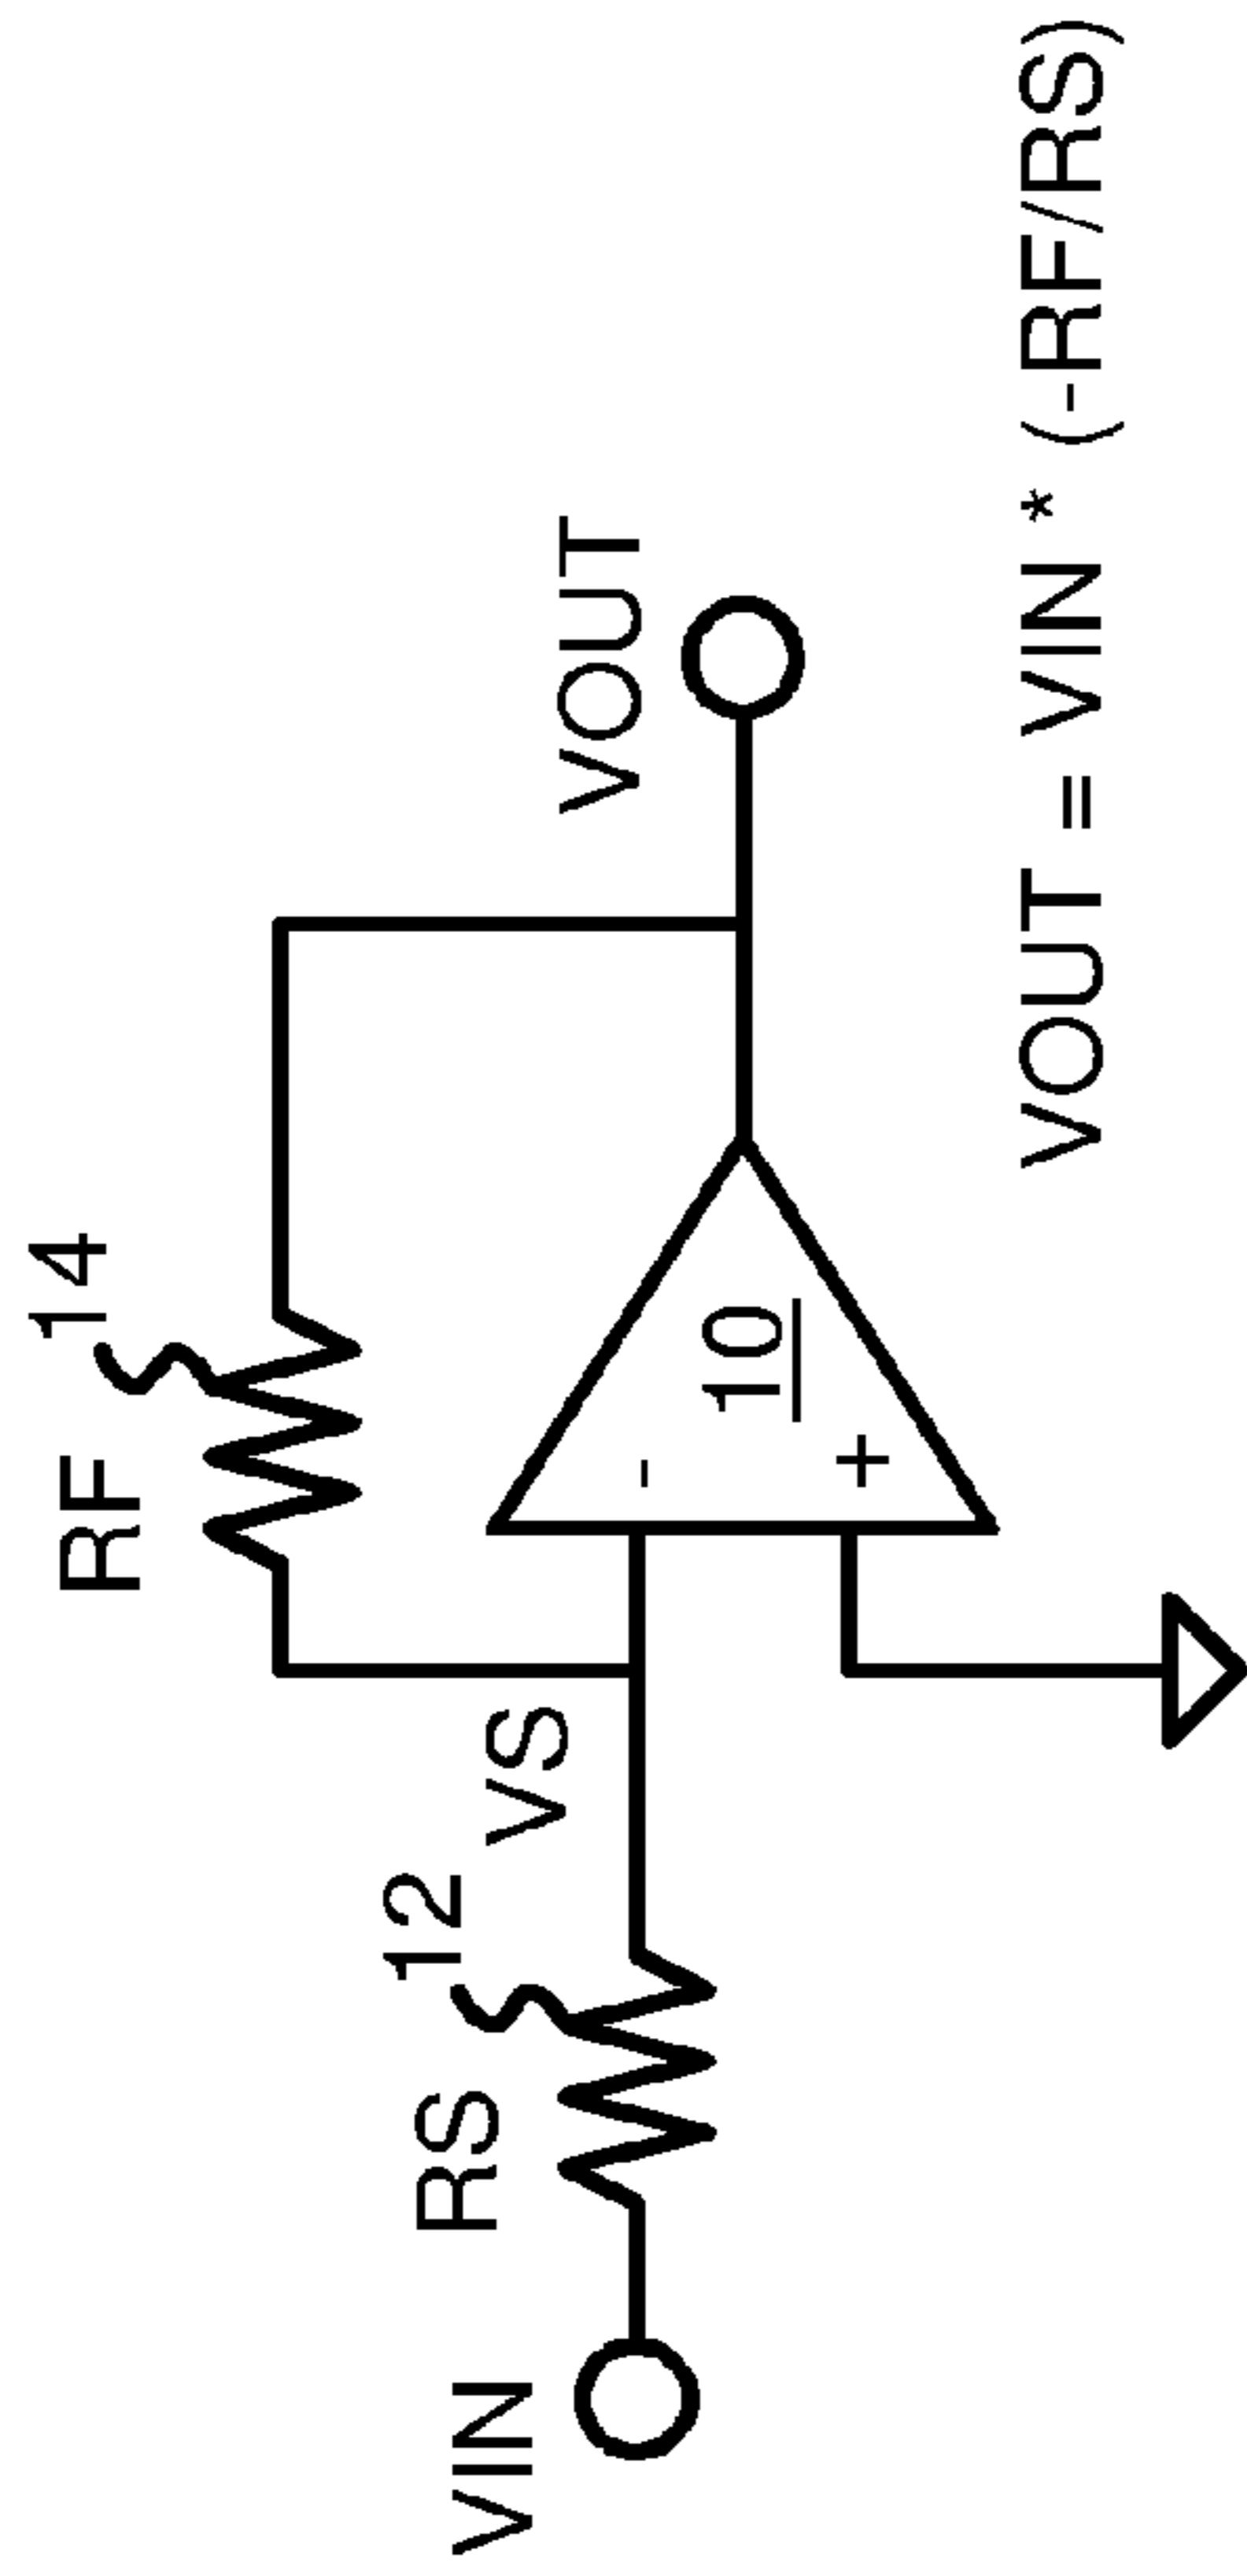 RF 14
VOUT
RS 12
VS
VIN
-
10
+
VOUT = VIN * (-RF/RS)